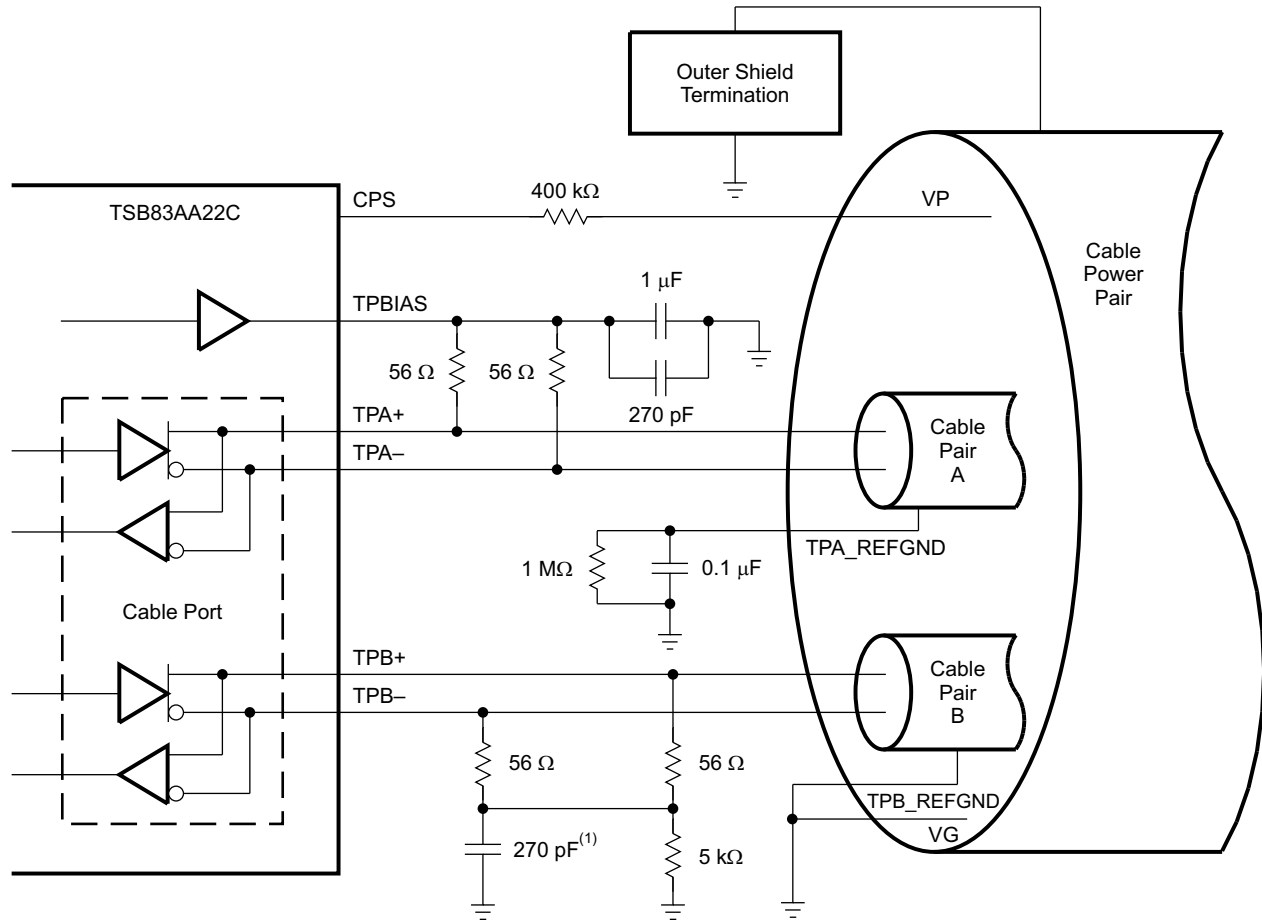 Outer Shield
Termination
TSB83AA22C
CPS
400 kΩ
VP
Cable
Power
Pair
TPBIAS
1 μF
56 Ω
56 Ω
270 pF
TPA+
TPA–
Cable
Pair
A
TPA_REFGND
1 MΩ
0.1 μF
Cable Port
TPB+
TPB–
Cable
Pair
B
56 Ω
56 Ω
TPB_REFGND
VG
270 pF(1)
5 kΩ